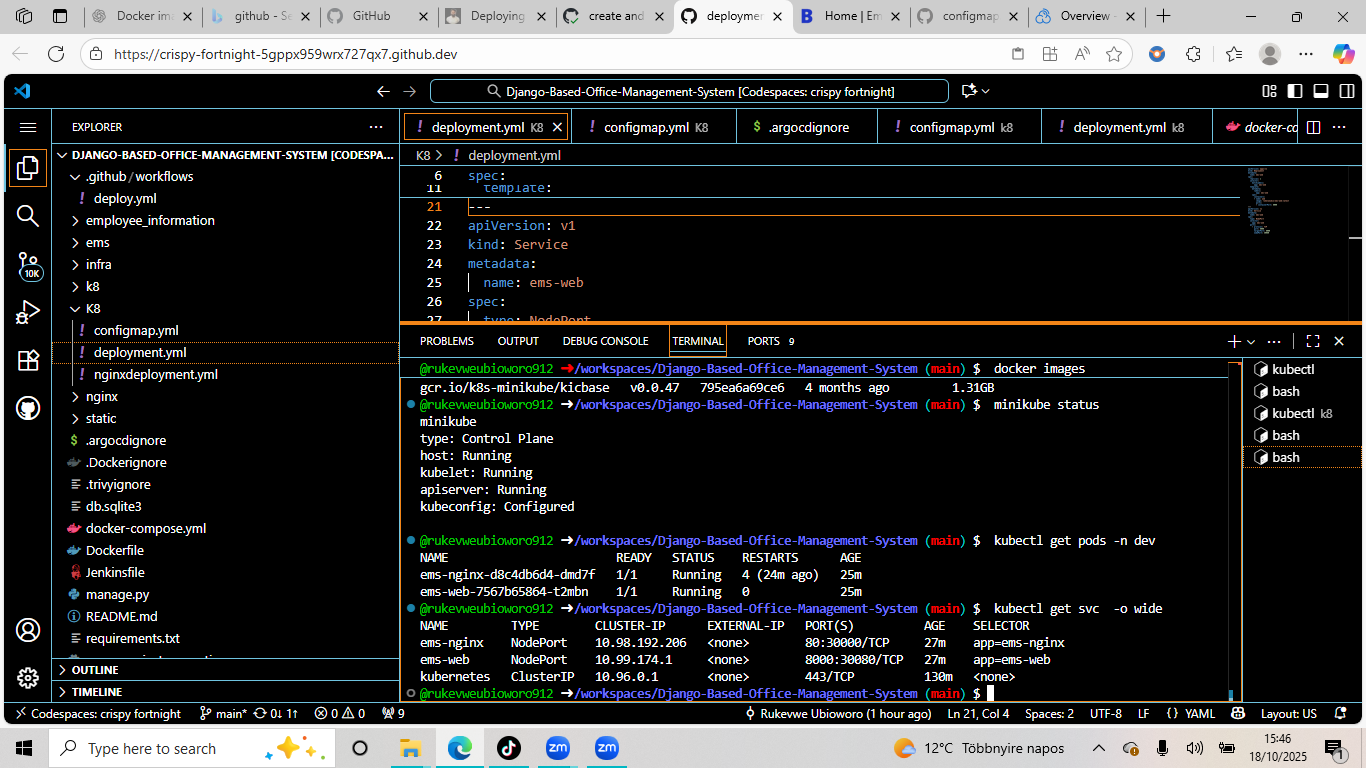 Docker ima
github - Se
GitHub
Deploying
create and
deploymer
Home | Em
configmap
Overview -
https://crispy-fortnight-5gppx959wrx727qx7.github.dev
Django-Based-Office-Management-System [Codespaces: crispy fortnight]
EXPLORER
DJANGO-BASED-OFFICE-MANAGEMENT-SYSTEM [CODESPA...
.github/workflows
! deploy.yml
employee_information
ems
infra
k8
K8
! configmap.yml
! deployment.yml
! nginxdeployment.yml
nginx
static
$ .argocdignore
.Dockerignore
.trivyignore
db.sqlite3
docker-compose.yml
Dockerfile
Jenkinsfile
manage.py
README.md
requirements.txt
OUTLINE
TIMELINE
10K
! deployment.yml K8
! configmap.yml K8
$ .argocdignore
! configmap.yml k8
! deployment.yml k8
docker-co
K8 > ! deployment.yml
6 spec:
11 template:
21 ---
22 apiVersion: v1
23 kind: Service
24 metadata:
25 name: ems-web
26 spec:
27 type: NodePort
PROBLEMS OUTPUT DEBUG CONSOLE TERMINAL PORTS 9
@rukevweubioworo912 ➜/workspaces/Django-Based-Office-Management-System (main) $ docker images
gcr.io/k8s-minikube/kicbase v0.0.47 795ea6a69ce6 4 months ago 1.31GB
@rukevweubioworo912 ➜/workspaces/Django-Based-Office-Management-System (main) $ minikube status
minikube
type: Control Plane
host: Running
kubelet: Running
apiserver: Running
kubeconfig: Configured
@rukevweubioworo912 ➜/workspaces/Django-Based-Office-Management-System (main) $ kubectl get pods -n dev
NAME READY STATUS RESTARTS AGE
ems-nginx-d8c4db6d4-dmd7f 1/1 Running 4 (24m ago) 25m
ems-web-7567b65864-t2mbn 1/1 Running 0 25m
@rukevweubioworo912 ➜/workspaces/Django-Based-Office-Management-System (main) $ kubectl get svc -o wide
NAME TYPE CLUSTER-IP EXTERNAL-IP PORT(S) AGE SELECTOR
ems-nginx NodePort 10.98.192.206 <none> 80:30000/TCP 27m app=ems-nginx
ems-web NodePort 10.99.174.1 <none> 8000:30080/TCP 27m app=ems-web
kubernetes ClusterIP 10.96.0.1 <none> 443/TCP 130m <none>
@rukevweubioworo912 ➜/workspaces/Django-Based-Office-Management-System (main) $
kubectl
bash
kubectl k8
bash
bash
Codespaces: crispy fortnight main* 0↓ 1↑ 0 0 9
Rukevwe Ubioworo (1 hour ago) Ln 21, Col 4 Spaces: 2 UTF-8 LF {} YAML Layout: US
Type here to search
12°C Többnyire napos
15:46
18/10/2025
1